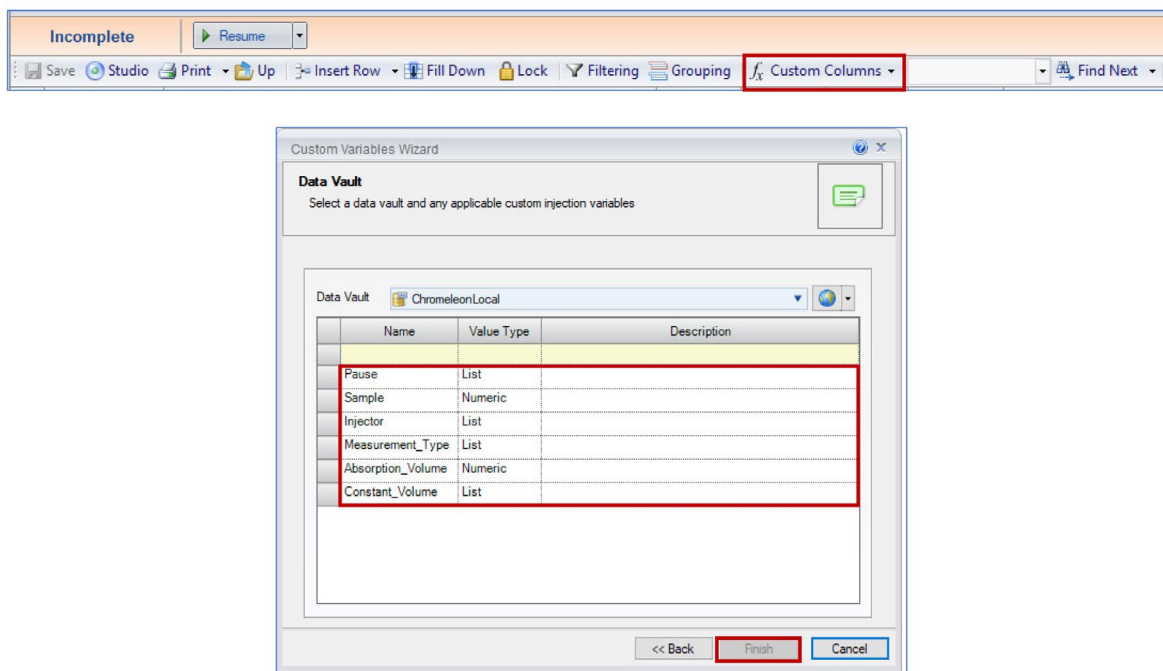 Incomplete Resume
Save Studio Print Up Insert Row Fill Down Lock Filtering Grouping fx Custom Columns Find Next
Custom Variables Wizard
Data Vault
Select a data vault and any applicable custom injection variables
Data Vault ChromeleonLocal
Name Value Type Description
Pause List
Sample Numeric
Injector List
Measurement_Type List
Absorption_Volume Numeric
Constant_Volume List
<< Back Finish Cancel